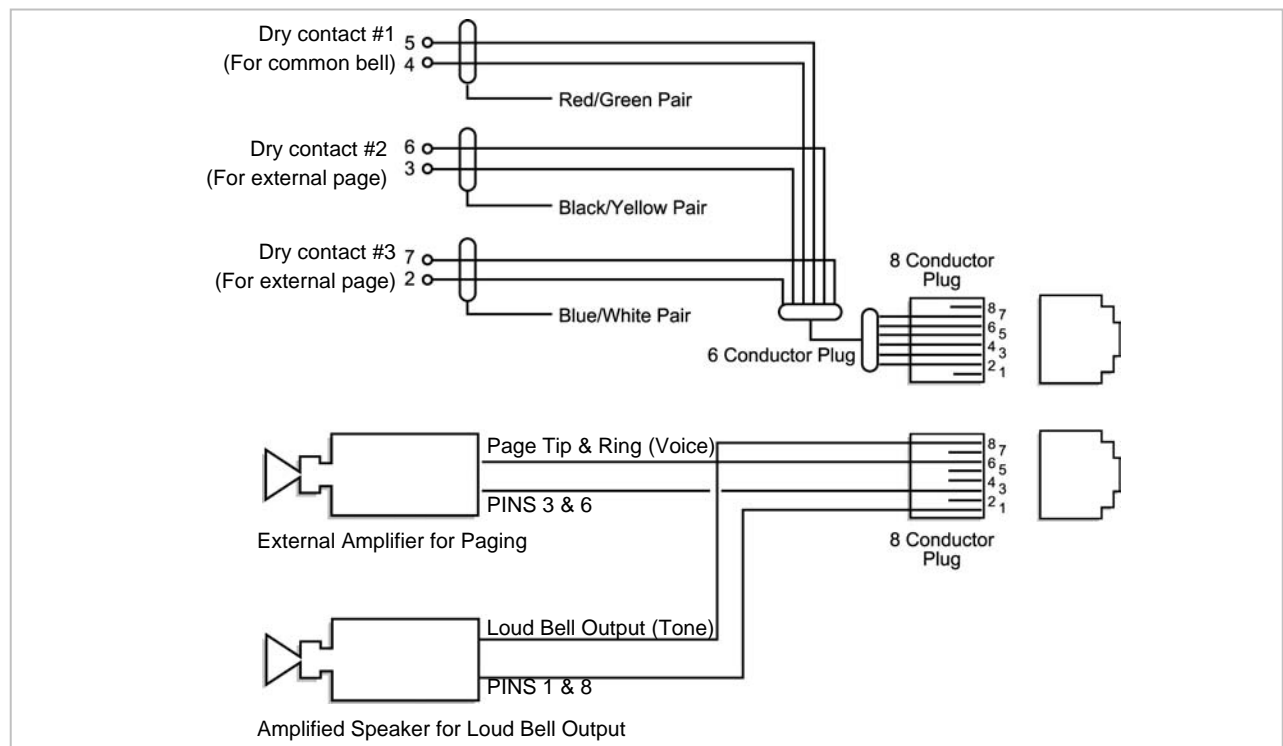 Dry contact #1
(For common bell)
5
4
Red/Green Pair
Dry contact #2
(For external page)
6
3
Black/Yellow Pair
Dry contact #3
(For external page)
7
2
Blue/White Pair
6 Conductor Plug
8 Conductor
Plug
8
7
6
5
4
3
2
1
Page Tip & Ring (Voice)
PINS 3 & 6
External Amplifier for Paging
8
7
6
5
4
3
2
1
8 Conductor
Plug
Loud Bell Output (Tone)
PINS 1 & 8
Amplified Speaker for Loud Bell Output